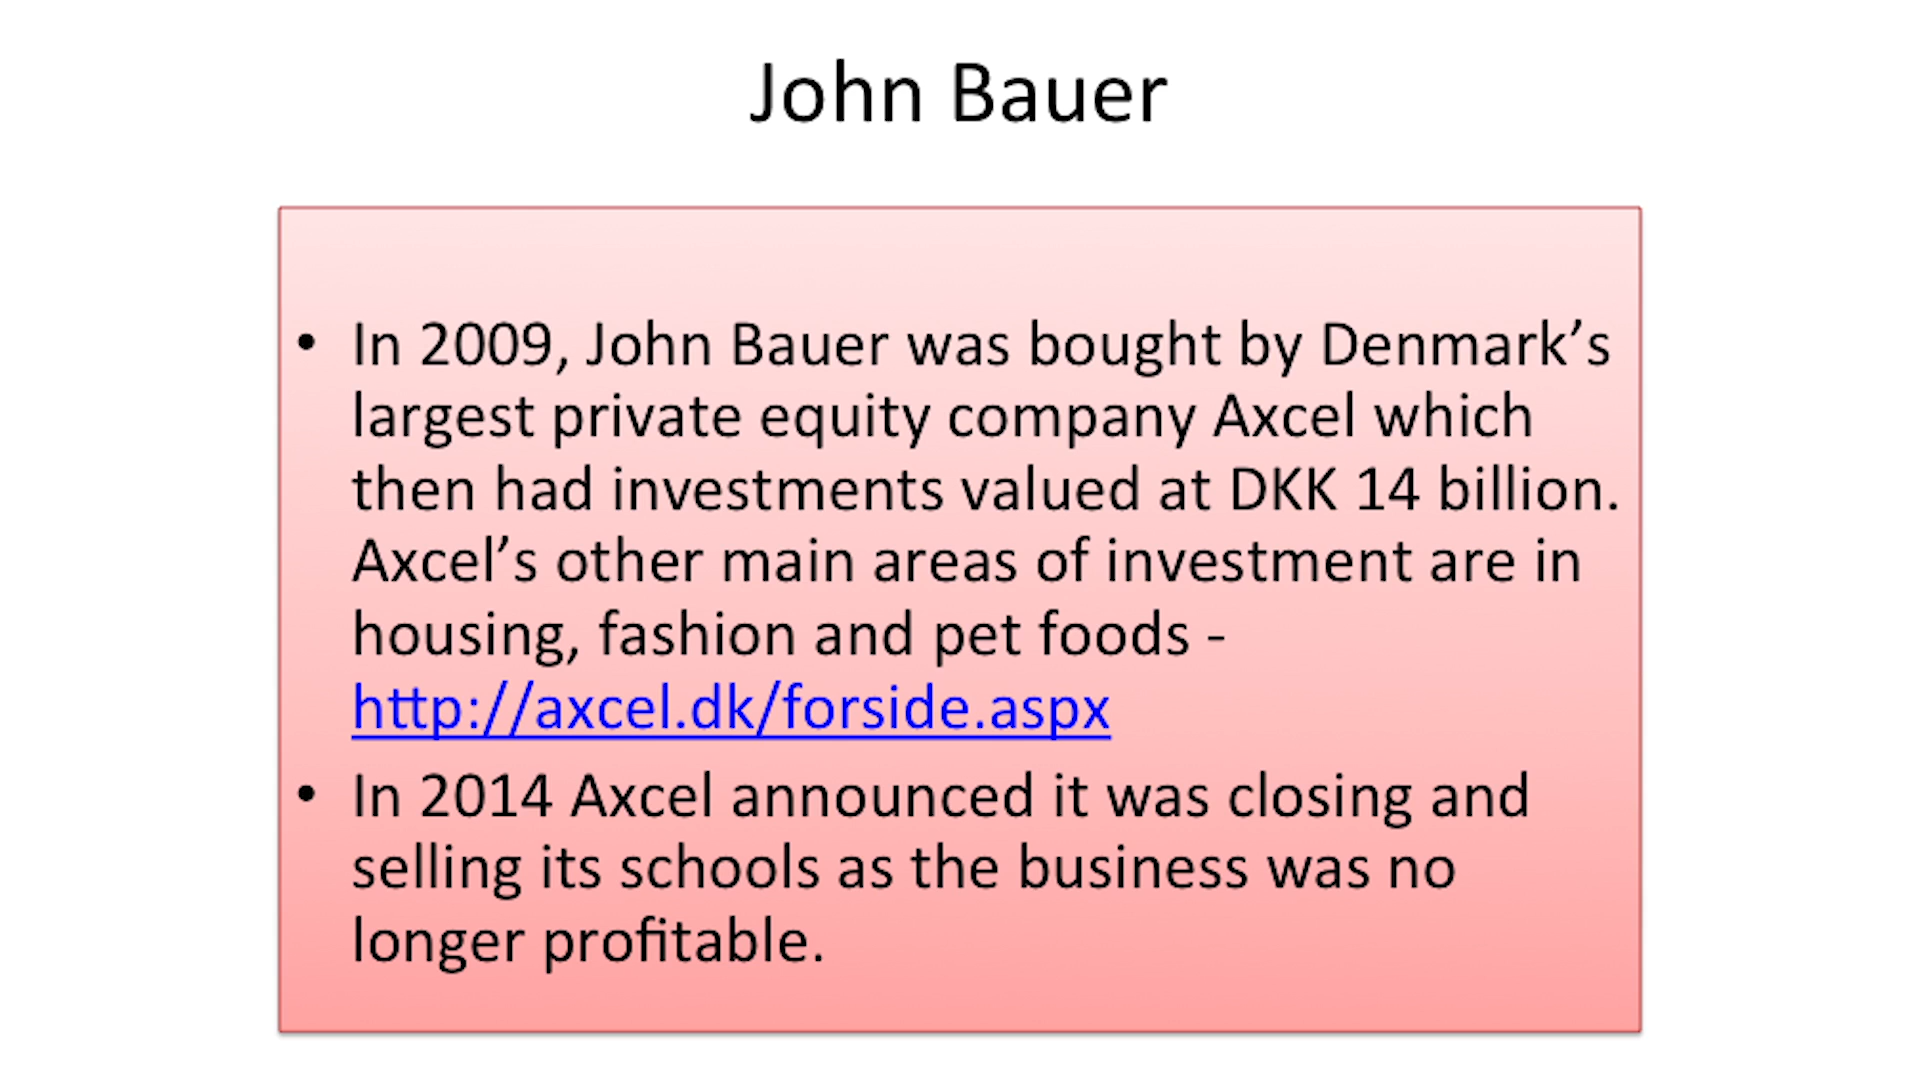 John Bauer
• In 2009, John Bauer was bought by Denmark’s
largest private equity company Axcel which
then had investments valued at DKK 14 billion.
Axcel’s other main areas of investment are in
housing, fashion and pet foods -
http://axcel.dk/forside.aspx
• In 2014 Axcel announced it was closing and
selling its schools as the business was no
longer profitable.